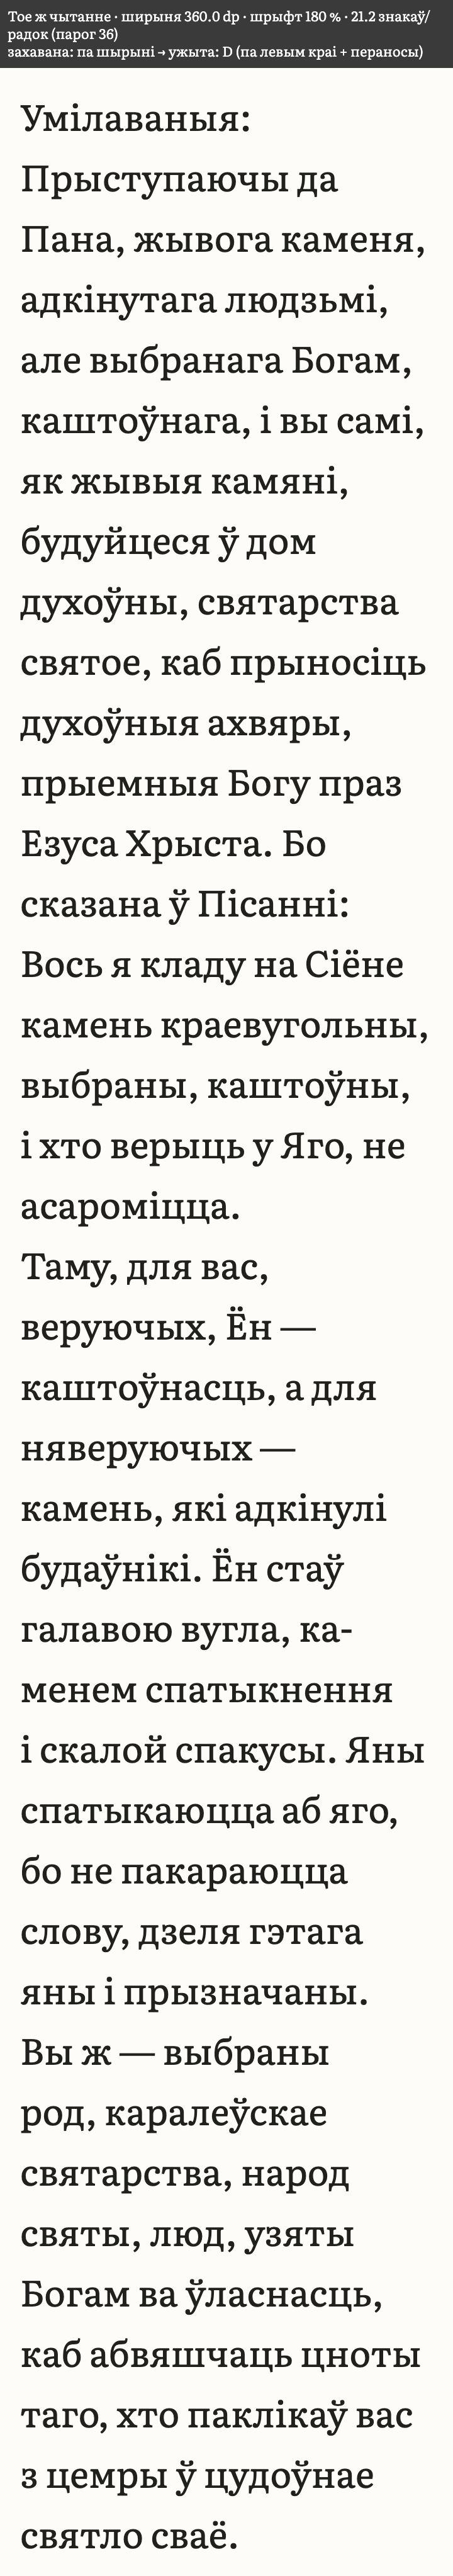 Тое ж чытанне · шырыня 360.0 dp · шрыфт 180 % · 21.2 знакаў/
радок (парог 36)
захавана: па шырыні → ужыта: D (па левым краі + пераносы)
Умілаваныя:
Прыступаючы да
Пана, жывога каменя,
адкінутага людзьмі,
але выбранага Богам,
каштоўнага, і вы самі,
як жывыя камяні,
будуйцеся ў дом
духоўны, святарства
святое, каб прыносіць
духоўныя ахвяры,
прыемныя Богу праз
Езуса Хрыста. Бо
сказана ў Пісанні:
Вось я кладу на Сіёне
камень краевугольны,
выбраны, каштоўны,
і хто верыць у Яго, не
асароміцца.
Таму, для вас,
веруючых, Ён —
каштоўнасць, а для
няверуючых —
камень, які адкінулі
будаўнікі. Ён стаў
галавою вугла, ка-
менем спатыкнення
і скалой спакусы. Яны
спатыкаюцца аб яго,
бо не пакараюцца
слову, дзеля гэтага
яны і прызначаны.
Вы ж — выбраны
род, каралеўскае
святарства, народ
святы, люд, узяты
Богам ва ўласнасць,
каб абвяшчаць цноты
таго, хто паклікаў вас
з цемры ў цудоўнае
святло сваё.